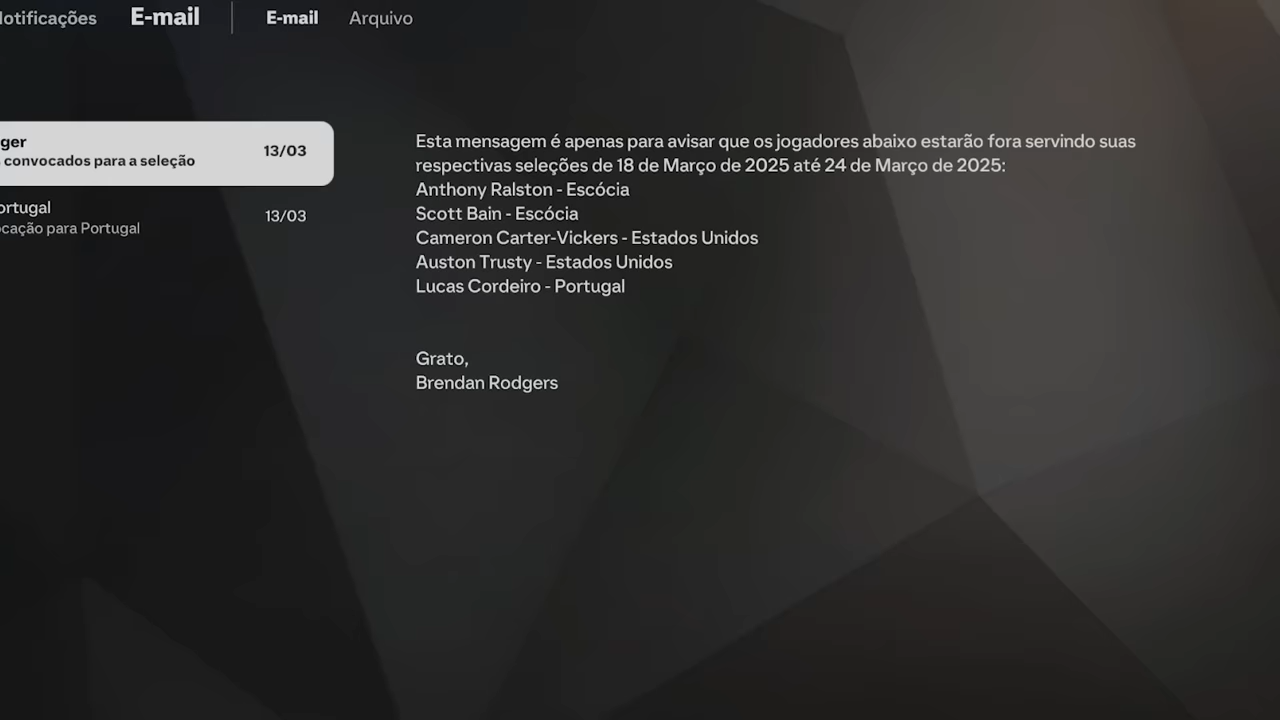 Notificações E-mail E-mail Arquivo
ger 13/03
convocados para a seleção
ortugal 13/03
ocação para Portugal
Esta mensagem é apenas para avisar que os jogadores abaixo estarão fora servindo suas
respectivas seleções de 18 de Março de 2025 até 24 de Março de 2025:
Anthony Ralston - Escócia
Scott Bain - Escócia
Cameron Carter-Vickers - Estados Unidos
Auston Trusty - Estados Unidos
Lucas Cordeiro - Portugal
Grato,
Brendan Rodgers